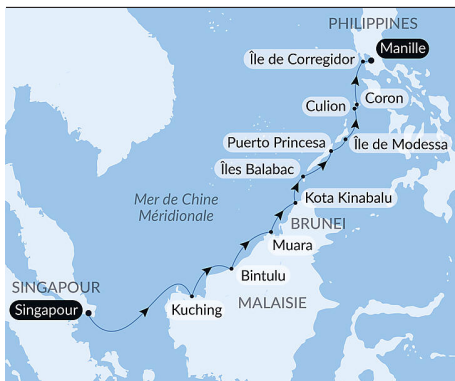 PHILIPPINES
Manille
Île de Corregidor
Coron
Culion
Île de Modessa
Puerto Princesa
Îles Balabac
Mer de Chine
Méridionale
Kota Kinabalu
BRUNEI
Muara
Bintulu
SINGAPOUR
Singapour
Kuching
MALAISIE